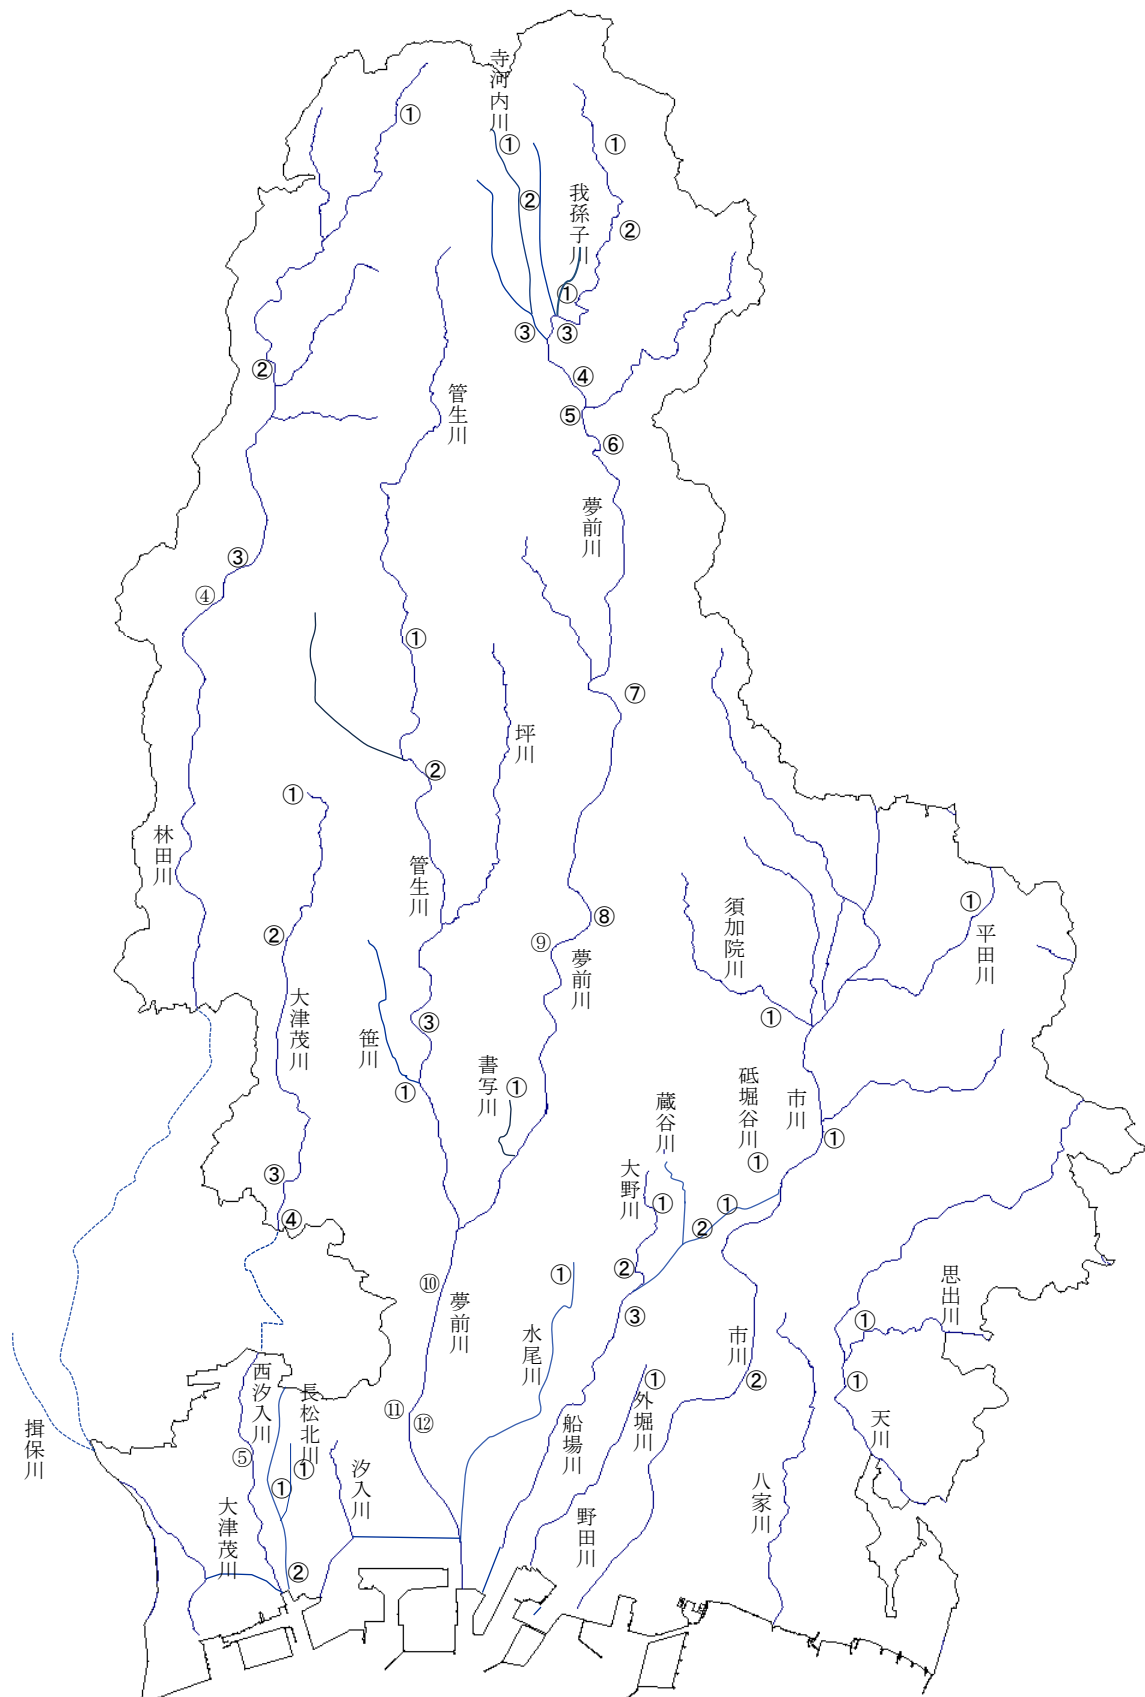 寺河内川
①
①
①
②
我孫子川
②
①
③
③
②
④
管生川
⑤
⑥
夢前川
③
④
①
⑦
坪川
②
①
林田川
管生川
須加院川
①
⑧
②
平田川
⑨
夢前川
大津茂川
①
③
笹川
書写川
①
①
砥堀谷川
市川
蔵谷川
①
大野川
①
③
①
①
②
④
②
思出川
⑩
夢前川
①
③
①
水尾川
市川
西汐入川
長松北川
①
外堀川
②
①
⑪
⑫
天川
船場川
揖保川
⑤
①
①
汐入川
八家川
野田川
大津茂川
②